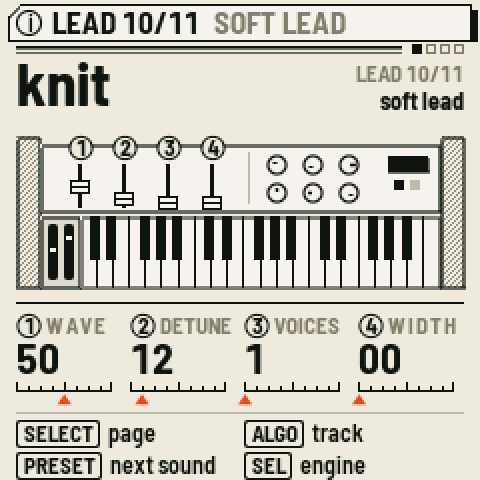 ⓘ LEAD 10/11 SOFT LEAD
knit
LEAD 10/11
soft lead
① ② ③ ④
① WAVE ② DETUNE ③ VOICES ④ WIDTH
50 12 1 00
SELECT page ALGO track
PRESET next sound SEL engine